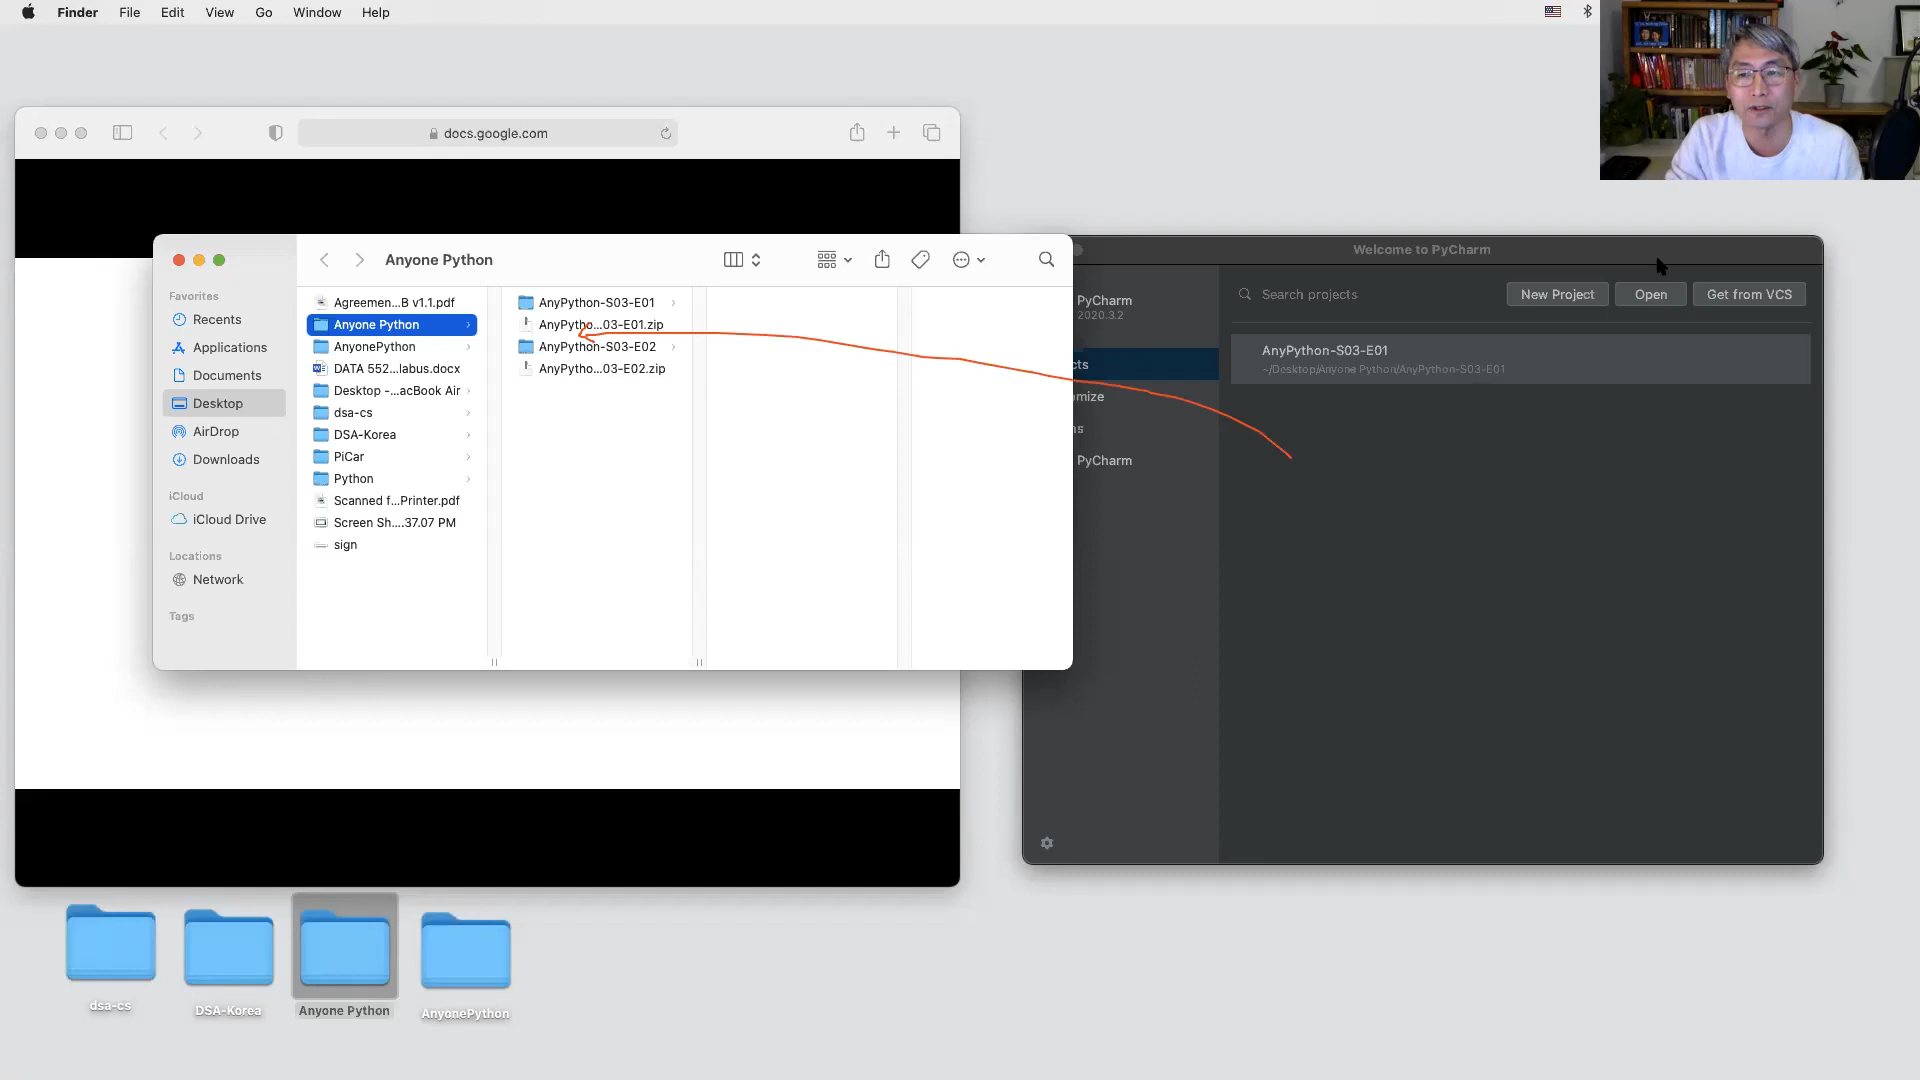 Finder File Edit View Go Window Help
docs.google.com
Anyone Python
Favorites
Recents
Applications
Documents
Desktop
AirDrop
Downloads
iCloud
iCloud Drive
Locations
Network
Tags
Agreemen...B v1.1.pdf
Anyone Python
AnyonePython
DATA 552...labus.docx
Desktop -...acBook Air
dsa-cs
DSA-Korea
PiCar
Python
Scanned f...Printer.pdf
Screen Sh....37.07 PM
sign
AnyPython-S03-E01
AnyPytho...03-E01.zip
AnyPython-S03-E02
AnyPytho...03-E02.zip
Welcome to PyCharm
PyCharm
2020.3.2
cts
omize
ns
PyCharm
Search projects
New Project
Open
Get from VCS
AnyPython-S03-E01
~/Desktop/Anyone Python/AnyPython-S03-E01
dsa-cs
DSA-Korea
Anyone Python
AnyonePython